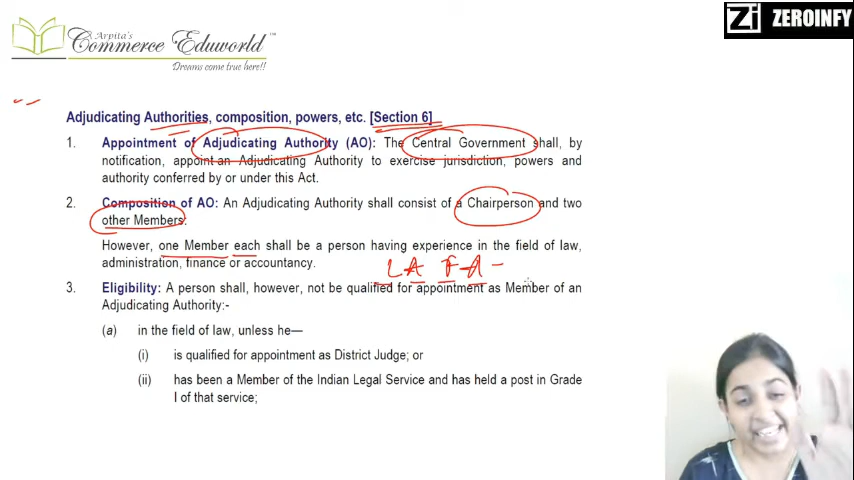 Arpita's
Commerce Eduworld™
Dreams come true here!!
Zi ZEROINFY
Adjudicating Authorities, composition, powers, etc. [Section 6]
1. Appointment of Adjudicating Authority (AO): The Central Government shall, by
notification, appoint an Adjudicating Authority to exercise jurisdiction, powers and
authority conferred by or under this Act.
2. Composition of AO: An Adjudicating Authority shall consist of a Chairperson and two
other Members.
However, one Member each shall be a person having experience in the field of law,
administration, finance or accountancy.
L A F A -
3. Eligibility: A person shall, however, not be qualified for appointment as Member of an
Adjudicating Authority:-
(a) in the field of law, unless he—
(i) is qualified for appointment as District Judge; or
(ii) has been a Member of the Indian Legal Service and has held a post in Grade
I of that service;